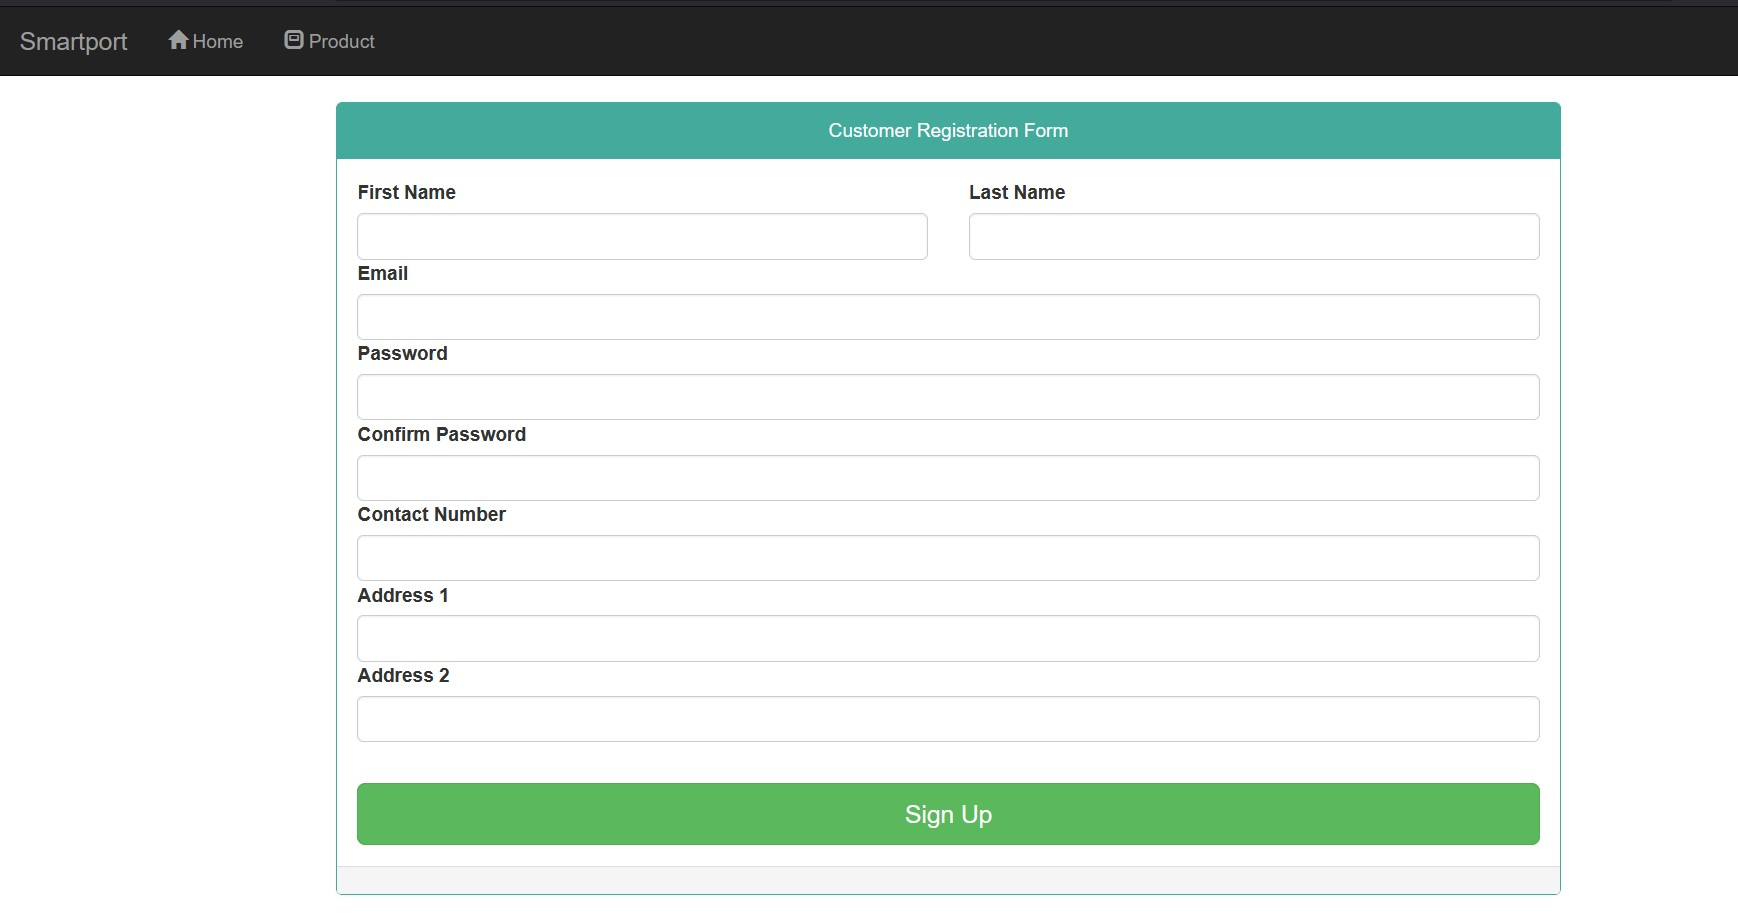 Smartport Home Product
Customer Registration Form
First Name Last Name
Email
Password
Confirm Password
Contact Number
Address 1
Address 2
Sign Up